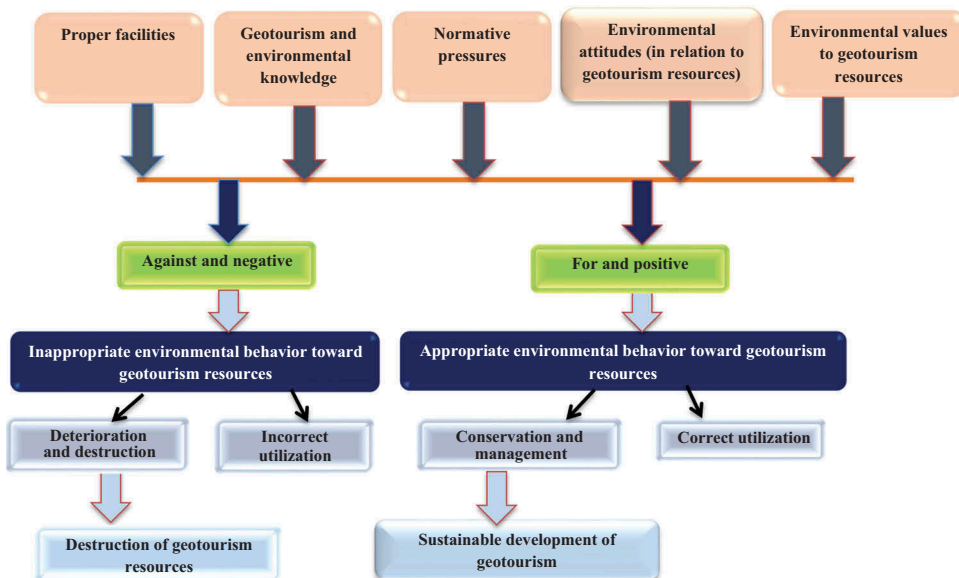 Proper facilities
Geotourism and
environmental
knowledge
Normative
pressures
Environmental
attitudes (in relation to
geotourism resources)
Environmental values
to geotourism
resources
Against and negative
For and positive
Inappropriate environmental behavior toward
geotourism resources
Appropriate environmental behavior toward geotourism
resources
Deterioration
and destruction
Incorrect
utilization
Conservation and
management
Correct utilization
Destruction of geotourism
resources
Sustainable development of
geotourism